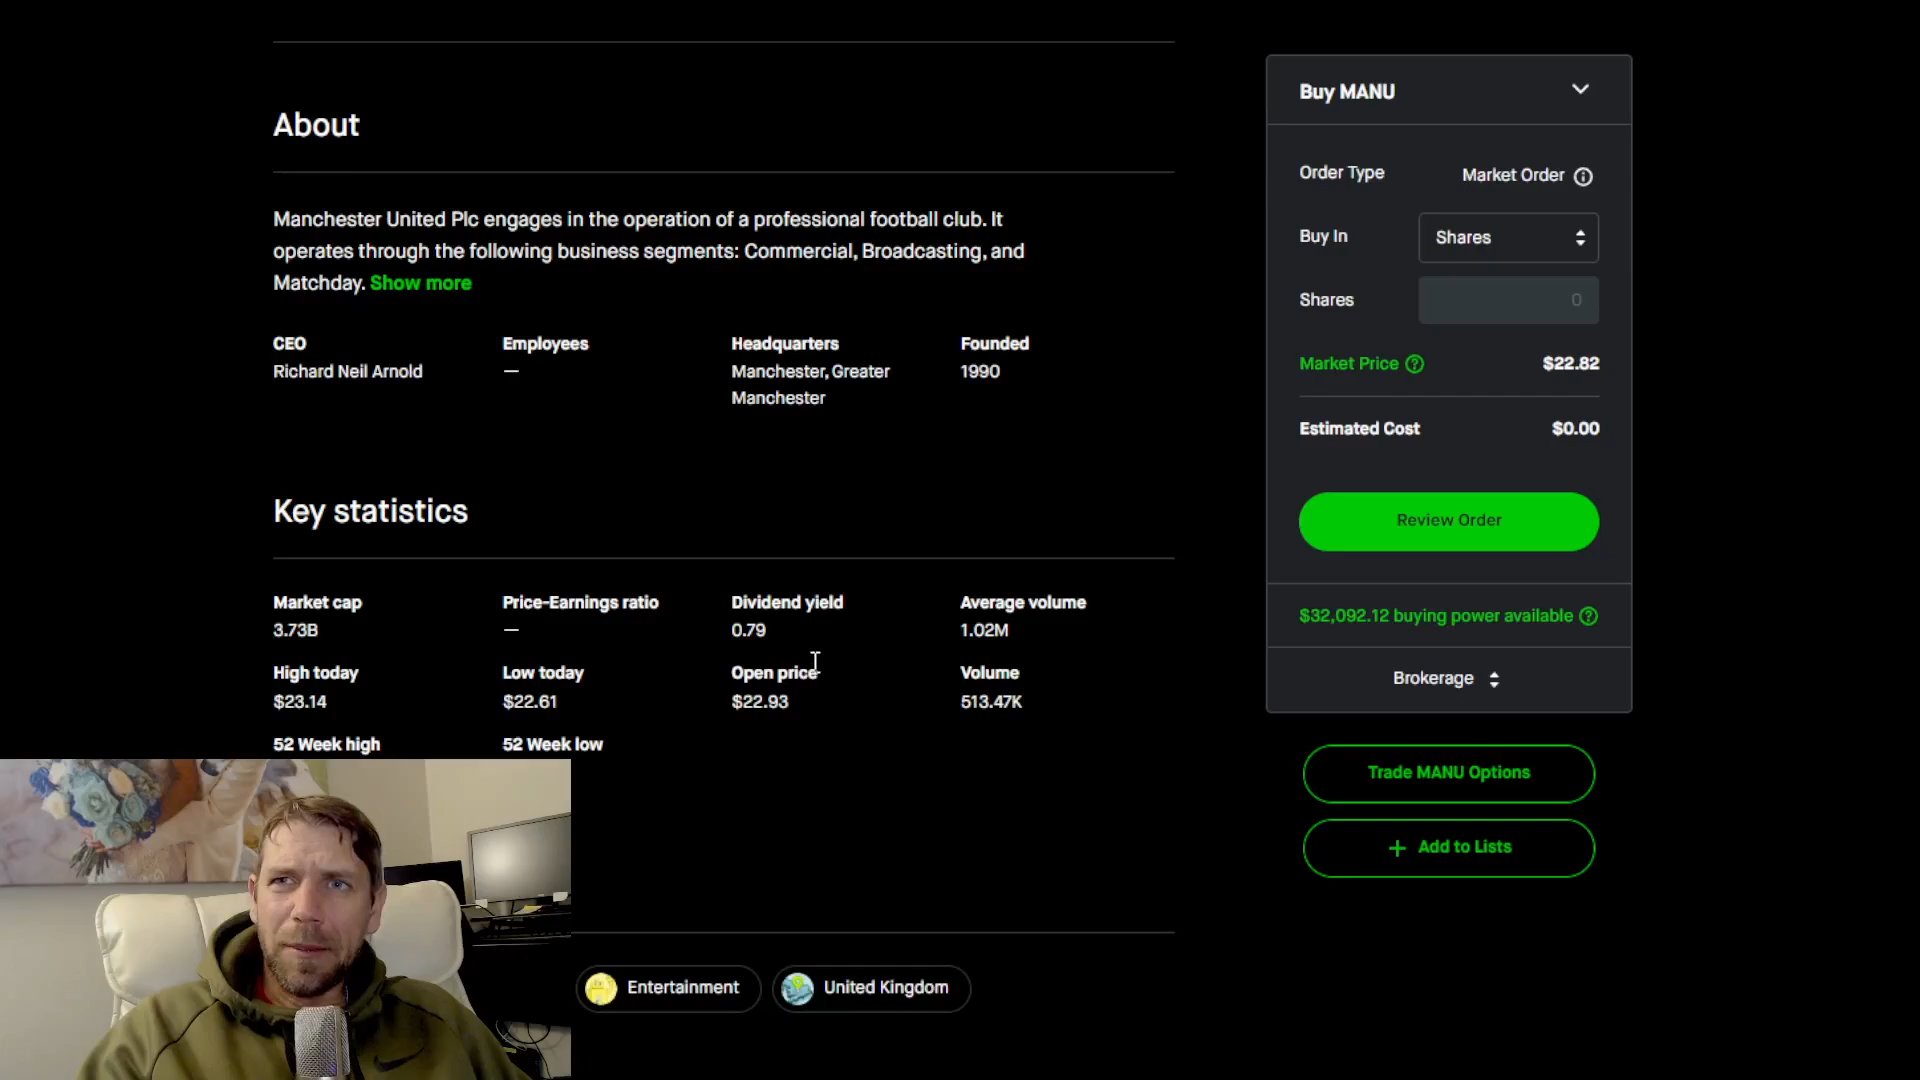 About
Manchester United Plc engages in the operation of a professional football club. It
operates through the following business segments: Commercial, Broadcasting, and
Matchday. Show more
CEO
Richard Neil Arnold
Employees
—
Headquarters
Manchester, Greater
Manchester
Founded
1990
Key statistics
Market cap
3.73B
Price-Earnings ratio
—
Dividend yield
0.79
Average volume
1.02M
High today
$23.14
Low today
$22.61
Open price
$22.93
Volume
513.47K
52 Week high
52 Week low
Entertainment
United Kingdom
Buy MANU
Order Type
Market Order
Buy In
Shares
Shares
0
Market Price
$22.82
Estimated Cost
$0.00
Review Order
$32,092.12 buying power available
Brokerage
Trade MANU Options
+ Add to Lists